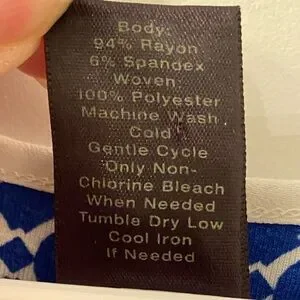 Body:
94% Rayon
6% Spandex
Woven:
100% Polyester
Machine Wash
Cold
Gentle Cycle
Only Non-
Chlorine Bleach
When Needed
Tumble Dry Low
Cool Iron
If Needed